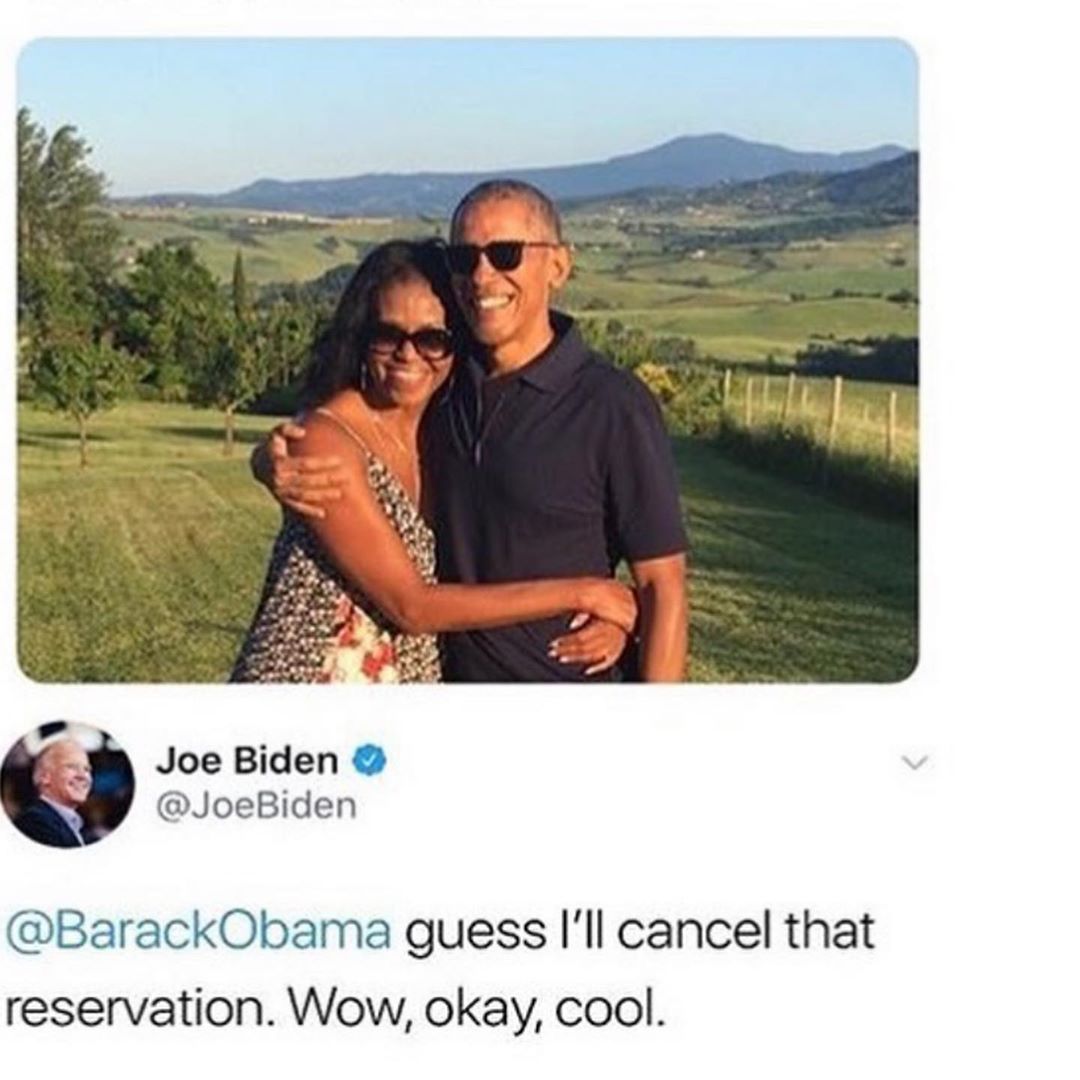 Joe Biden
@JoeBiden
@BarackObama guess I'll cancel that
reservation. Wow, okay, cool.